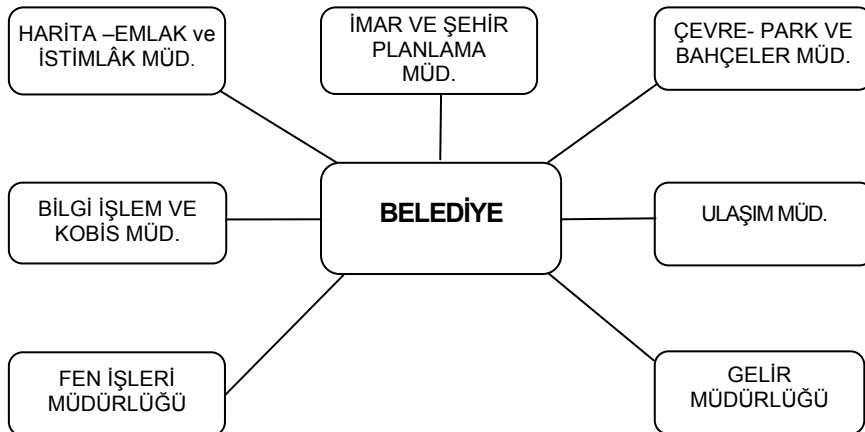 HARİTA –EMLAK ve
İSTİMLÂK MÜD.
İMAR VE ŞEHİR
PLANLAMA
MÜD.
ÇEVRE- PARK VE
BAHÇELER MÜD.
BİLGİ İŞLEM VE
KOBİS MÜD.
BELEDİYE
ULAŞIM MÜD.
FEN İŞLERİ
MÜDÜRLÜĞÜ
GELİR
MÜDÜRLÜĞÜ